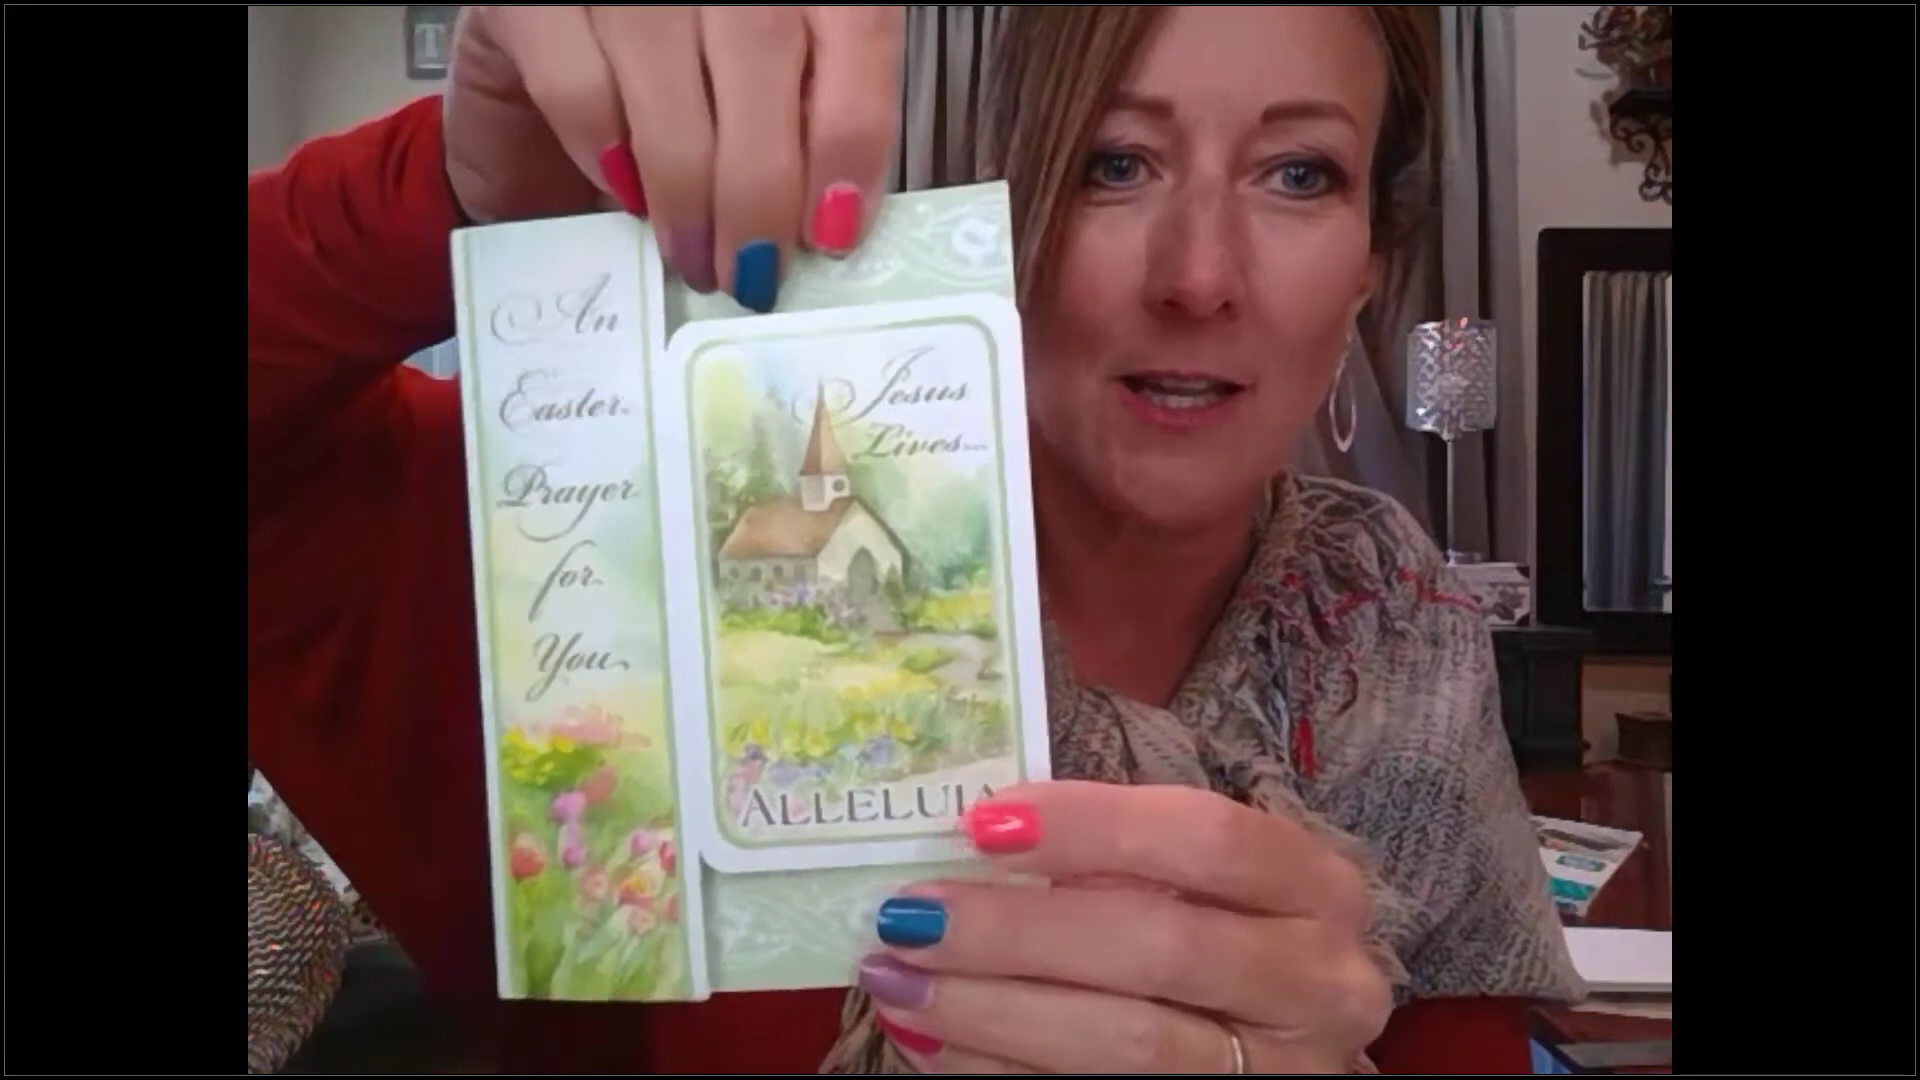 T
An
Easter
Prayer
for
You
Jesus
Lives...
ALLELUIA